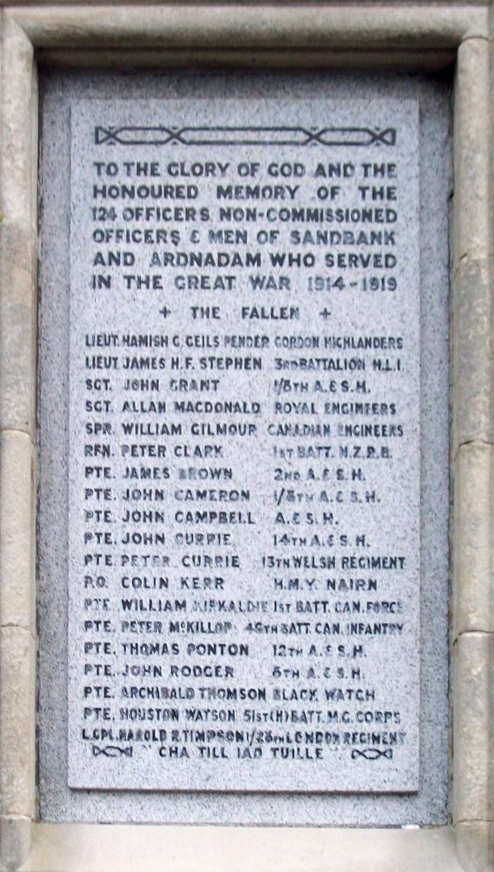 TO THE GLORY OF GOD AND THE
HONOURED MEMORY OF THE
124 OFFICERS, NON-COMMISSIONED
OFFICERS & MEN OF SANDBANK
AND ARDNADAM WHO SERVED
IN THE GREAT WAR 1914-1919
+ THE FALLEN +
LIEUT. HAMISH G. GEILS PENDER GORDON HIGHLANDERS
LIEUT. JAMES H.F. STEPHEN 3RD BATTALION H.L.I.
SGT. JOHN GRANT 1/8TH A.& S.H.
SGT. ALLAN MACDONALD ROYAL ENGINEERS
SPR. WILLIAM GILMOUR CANADIAN ENGINEERS
RFN. PETER CLARK 1ST BATT. N.Z.R.B.
PTE. JAMES BROWN 2ND A.& S.H.
PTE. JOHN CAMERON 1/8TH A.& S.H.
PTE. JOHN CAMPBELL A.& S.H.
PTE. JOHN CURRIE 14TH A.& S.H.
PTE. PETER CURRIE 13TH WELSH REGIMENT
P.O. COLIN KERR H.M.Y. NAIRN
PTE. WILLIAM KIRKALDIE 1ST BATT. CAN. FORCE
PTE. PETER MCKILLOP 46TH BATT. CAN. INFANTRY
PTE. THOMAS PONTON 12TH A.& S.H.
PTE. JOHN RODGER 8TH A.& S.H.
PTE. ARCHIBALD THOMSON BLACK WATCH
PTE. HOUSTON WATSON 51ST (H) BATT. M.G. CORPS
L.CPL. HAROLD R. TIMPSON LONDON REGIMENT
"CHA TILL IAD TUILLE"